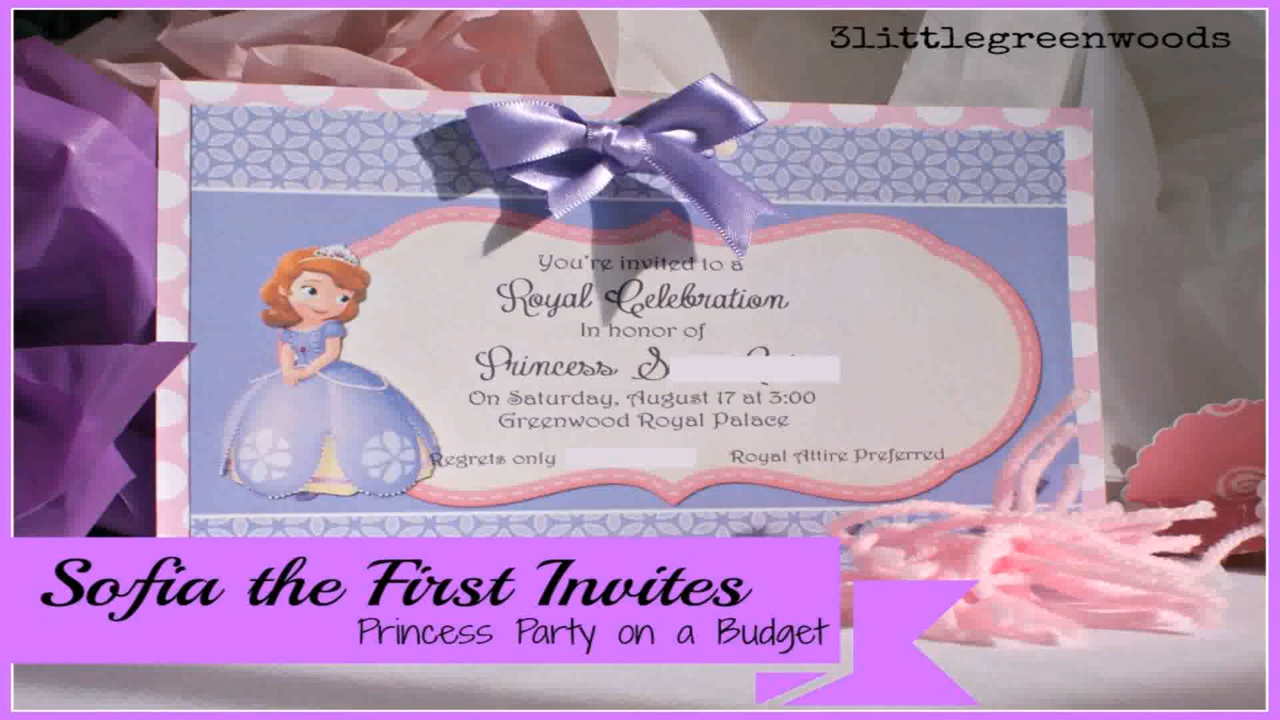 3littlegreenwoods
You're invited to a
Royal Celebration
In honor of
Princess S
On Saturday, August 17 at 3:00
Greenwood Royal Palace
Regrets only
Royal Attire Preferred
Sofia the First Invites
Princess Party on a Budget